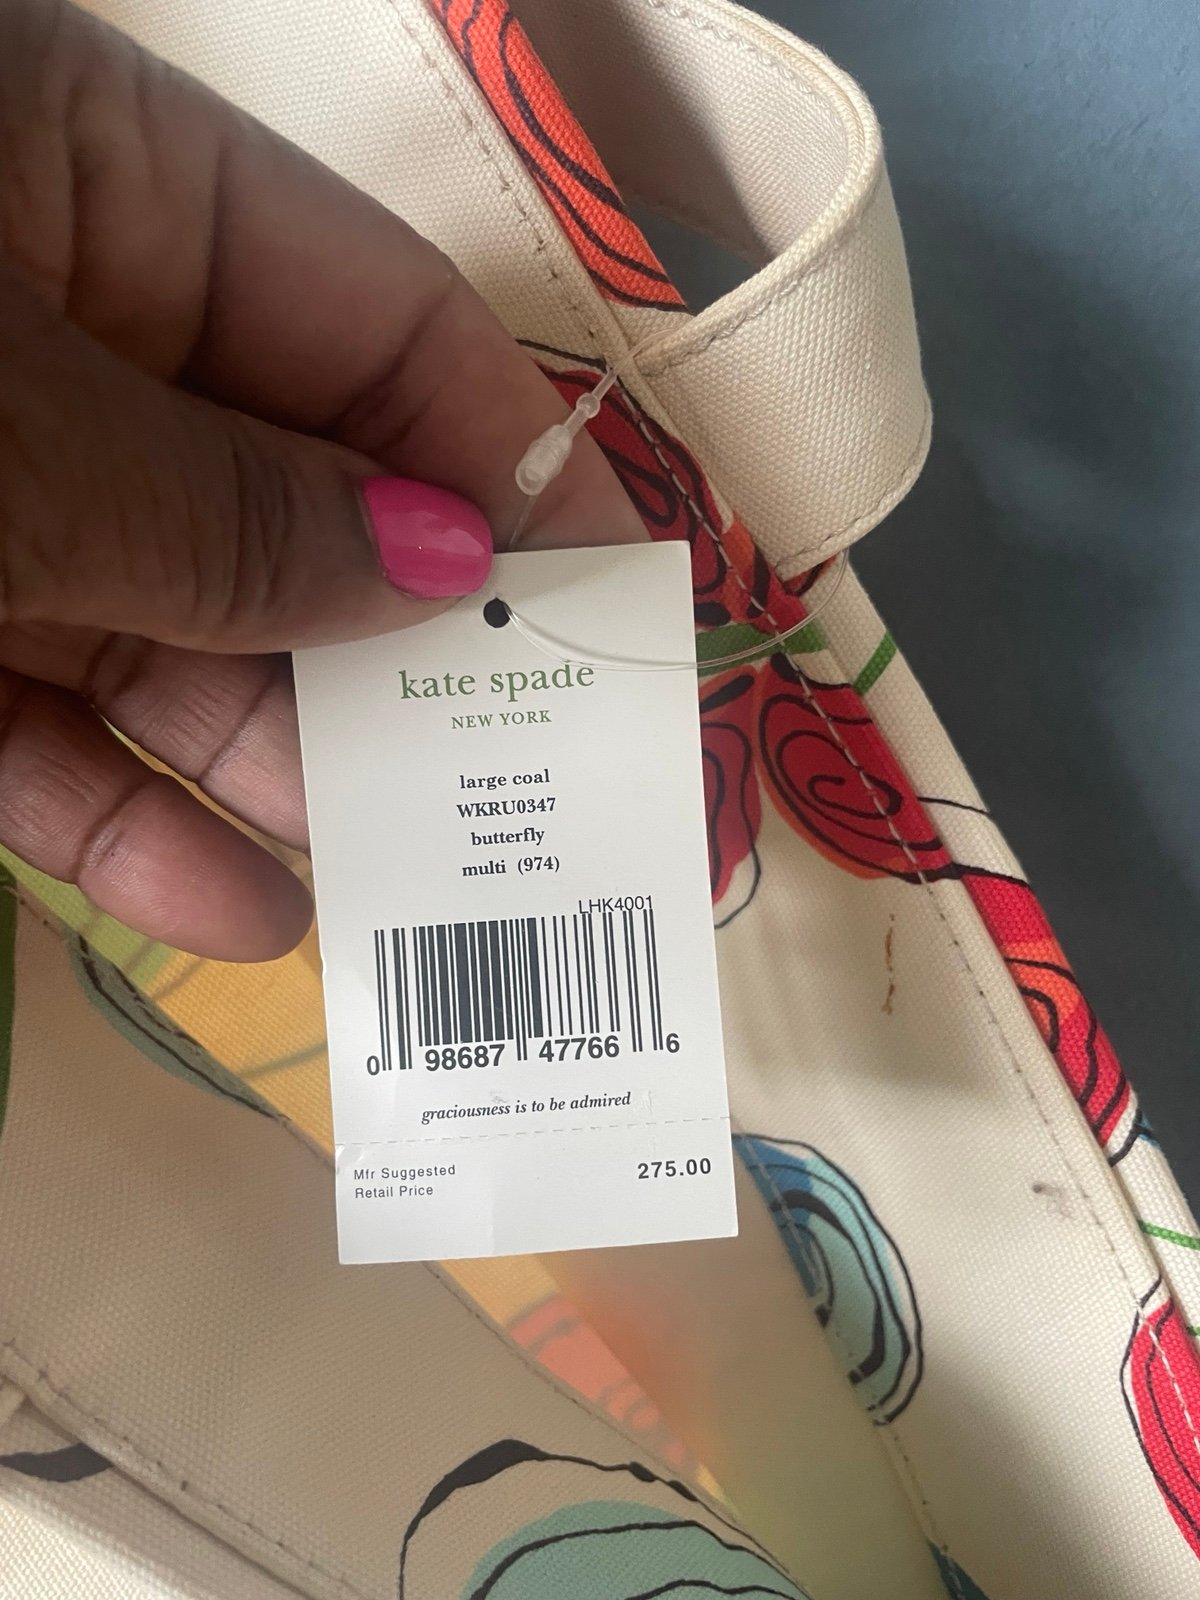 kate spade
NEW YORK
large coal
WKRU0347
butterfly
multi (974)
LHK4001
0 98687 47766 6
graciousness is to be admired
Mfr Suggested
Retail Price
275.00